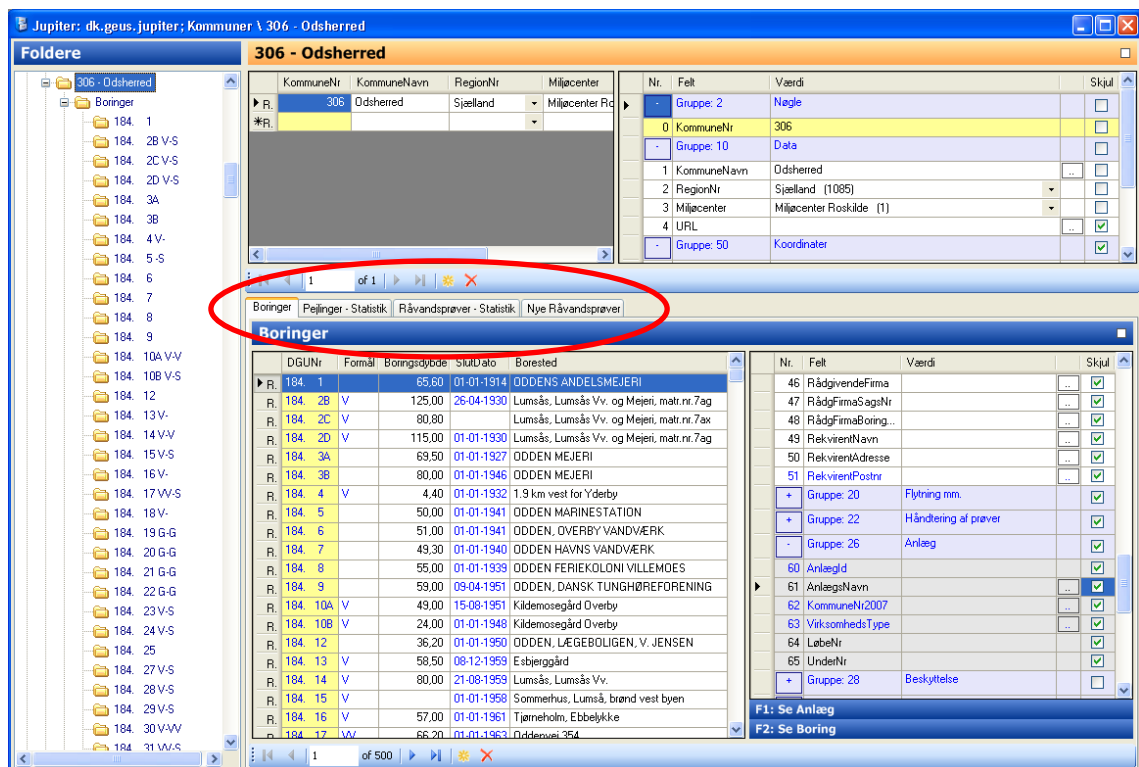 Jupiter: dk.geus.jupiter; Kommuner \ 306 - Odsherred
Foldere
306 - Odsherred
Boringer
184. 1
184. 2B V-S
184. 2C V-S
184. 2D V-S
184. 3A
184. 3B
184. 4 V-
184. 5 -S
184. 6
184. 7
184. 8
184. 9
184. 10A V-V
184. 10B V-S
184. 12
184. 13 V-
184. 14 V-V
184. 15 V-S
184. 16 V-
184. 17 VV-S
184. 18 V-
184. 19 G-G
184. 20 G-G
184. 21 G-G
184. 22 G-G
184. 23 V-S
184. 24 V-S
184. 25
184. 27 V-S
184. 28 V-S
184. 29 V-S
184. 30 V-VV
184. 31 VV-S
306 - Odsherred
KommuneNr KommuneNavn RegionNr Miljøcenter
R. 306 Odsherred Sjælland Miljøcenter Ro
R.
1 of 1
Nr. Felt Værdi Skjul
- Gruppe: 2 Nøgle
0 KommuneNr 306
- Gruppe: 10 Data
1 KommuneNavn Odsherred ..
2 RegionNr Sjælland (1085)
3 Miljøcenter Miljøcenter Roskilde (1)
4 URL ..
- Gruppe: 50 Koordinater
Boringer Pejlinger - Statistik Råvandsprøver - Statistik Nye Råvandsprøver
Boringer
DGUNr Formål Boringsdybde SlutDato Borested
R. 184. 1 65,60 01-01-1914 ODDENS ANDELSMEJERI
R. 184. 2B V 125,00 26-04-1930 Lumsås, Lumsås Vv. og Mejeri, matr.nr.7ag
R. 184. 2C V 80,80 Lumsås, Lumsås Vv. og Mejeri, matr.nr.7ax
R. 184. 2D V 115,00 01-01-1930 Lumsås, Lumsås Vv. og Mejeri, matr.nr.7ag
R. 184. 3A 69,50 01-01-1927 ODDEN MEJERI
R. 184. 3B 80,00 01-01-1946 ODDEN MEJERI
R. 184. 4 V 4,40 01-01-1932 1.9 km vest for Yderby
R. 184. 5 50,00 01-01-1941 ODDEN MARINESTATION
R. 184. 6 51,00 01-01-1941 ODDEN, OVERBY VANDVÆRK
R. 184. 7 49,30 01-01-1940 ODDEN HAVNS VANDVÆRK
R. 184. 8 55,00 01-01-1939 ODDEN FERIEKOLONI VILLEMOES
R. 184. 9 59,00 09-04-1951 ODDEN, DANSK TUNGHØREFORENING
R. 184. 10A V 49,00 15-08-1951 Kildemosegård Overby
R. 184. 10B V 24,00 01-01-1948 Kildemosegård Overby
R. 184. 12 36,20 01-01-1950 ODDEN, LÆGEBOLIGEN, V. JENSEN
R. 184. 13 V 58,50 08-12-1959 Esbjerggård
R. 184. 14 V 80,00 21-08-1959 Lumsås, Lumsås Vv.
R. 184. 15 V 01-01-1958 Sommerhus, Lumså, brønd vest byen
R. 184. 16 V 57,00 01-01-1961 Tjørneholm, Ebbeløkke
R. 184. 17 VV 66,20 01-01-1963 Oddenvej 354
1 of 500
Nr. Felt Værdi Skjul
46 RådgivendeFirma ..
47 RådgFirmaSagsNr ..
48 RådgFirmaBoring... ..
49 RekvirentNavn ..
50 RekvirentAdresse ..
51 RekvirentPostnr ..
+ Gruppe: 20 Flytning mm.
+ Gruppe: 22 Håndtering af prøver
- Gruppe: 26 Anlæg
60 AnlægId
61 AnlægsNavn ..
62 KommuneNr2007 ..
63 VirksomhedsType ..
64 LøbeNr
65 UnderNr
+ Gruppe: 28 Beskyttelse
F1: Se Anlæg
F2: Se Boring